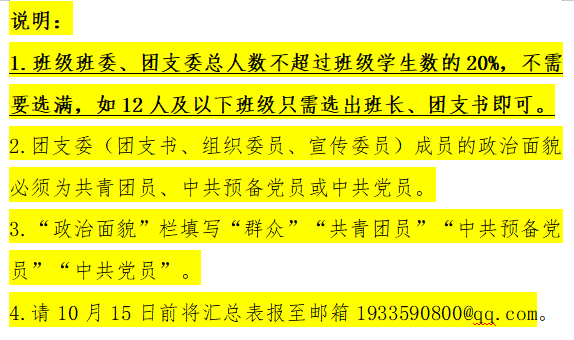 说明：
1.班级班委、团支委总人数不超过班级学生数的20%，不需
要选满，如12人及以下班级只需选出班长、团支书即可。
2.团支委（团支书、组织委员、宣传委员）成员的政治面貌
必须为共青团员、中共预备党员或中共党员。
3.“政治面貌”栏填写“群众”“共青团员”“中共预备党
员”“中共党员”。
4.请10月15日前将汇总表报至邮箱1933590800@qq.com。